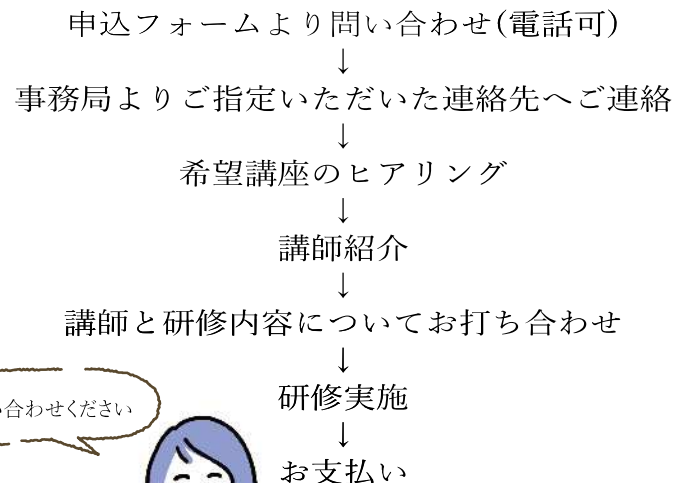 申込フォームより問い合わせ(電話可)
↓
事務局よりご指定いただいた連絡先へご連絡
↓
希望講座のヒアリング
↓
講師紹介
↓
講師と研修内容についてお打ち合わせ
↓
研修実施
↓
お支払い
合わせください